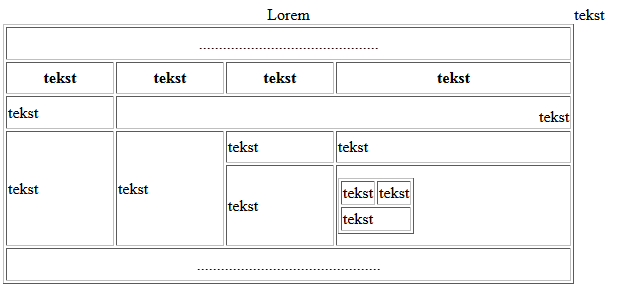 Lorem tekst
.............................................
tekst tekst tekst tekst
tekst tekst
tekst tekst
tekst tekst tekst tekst tekst
tekst
..............................................